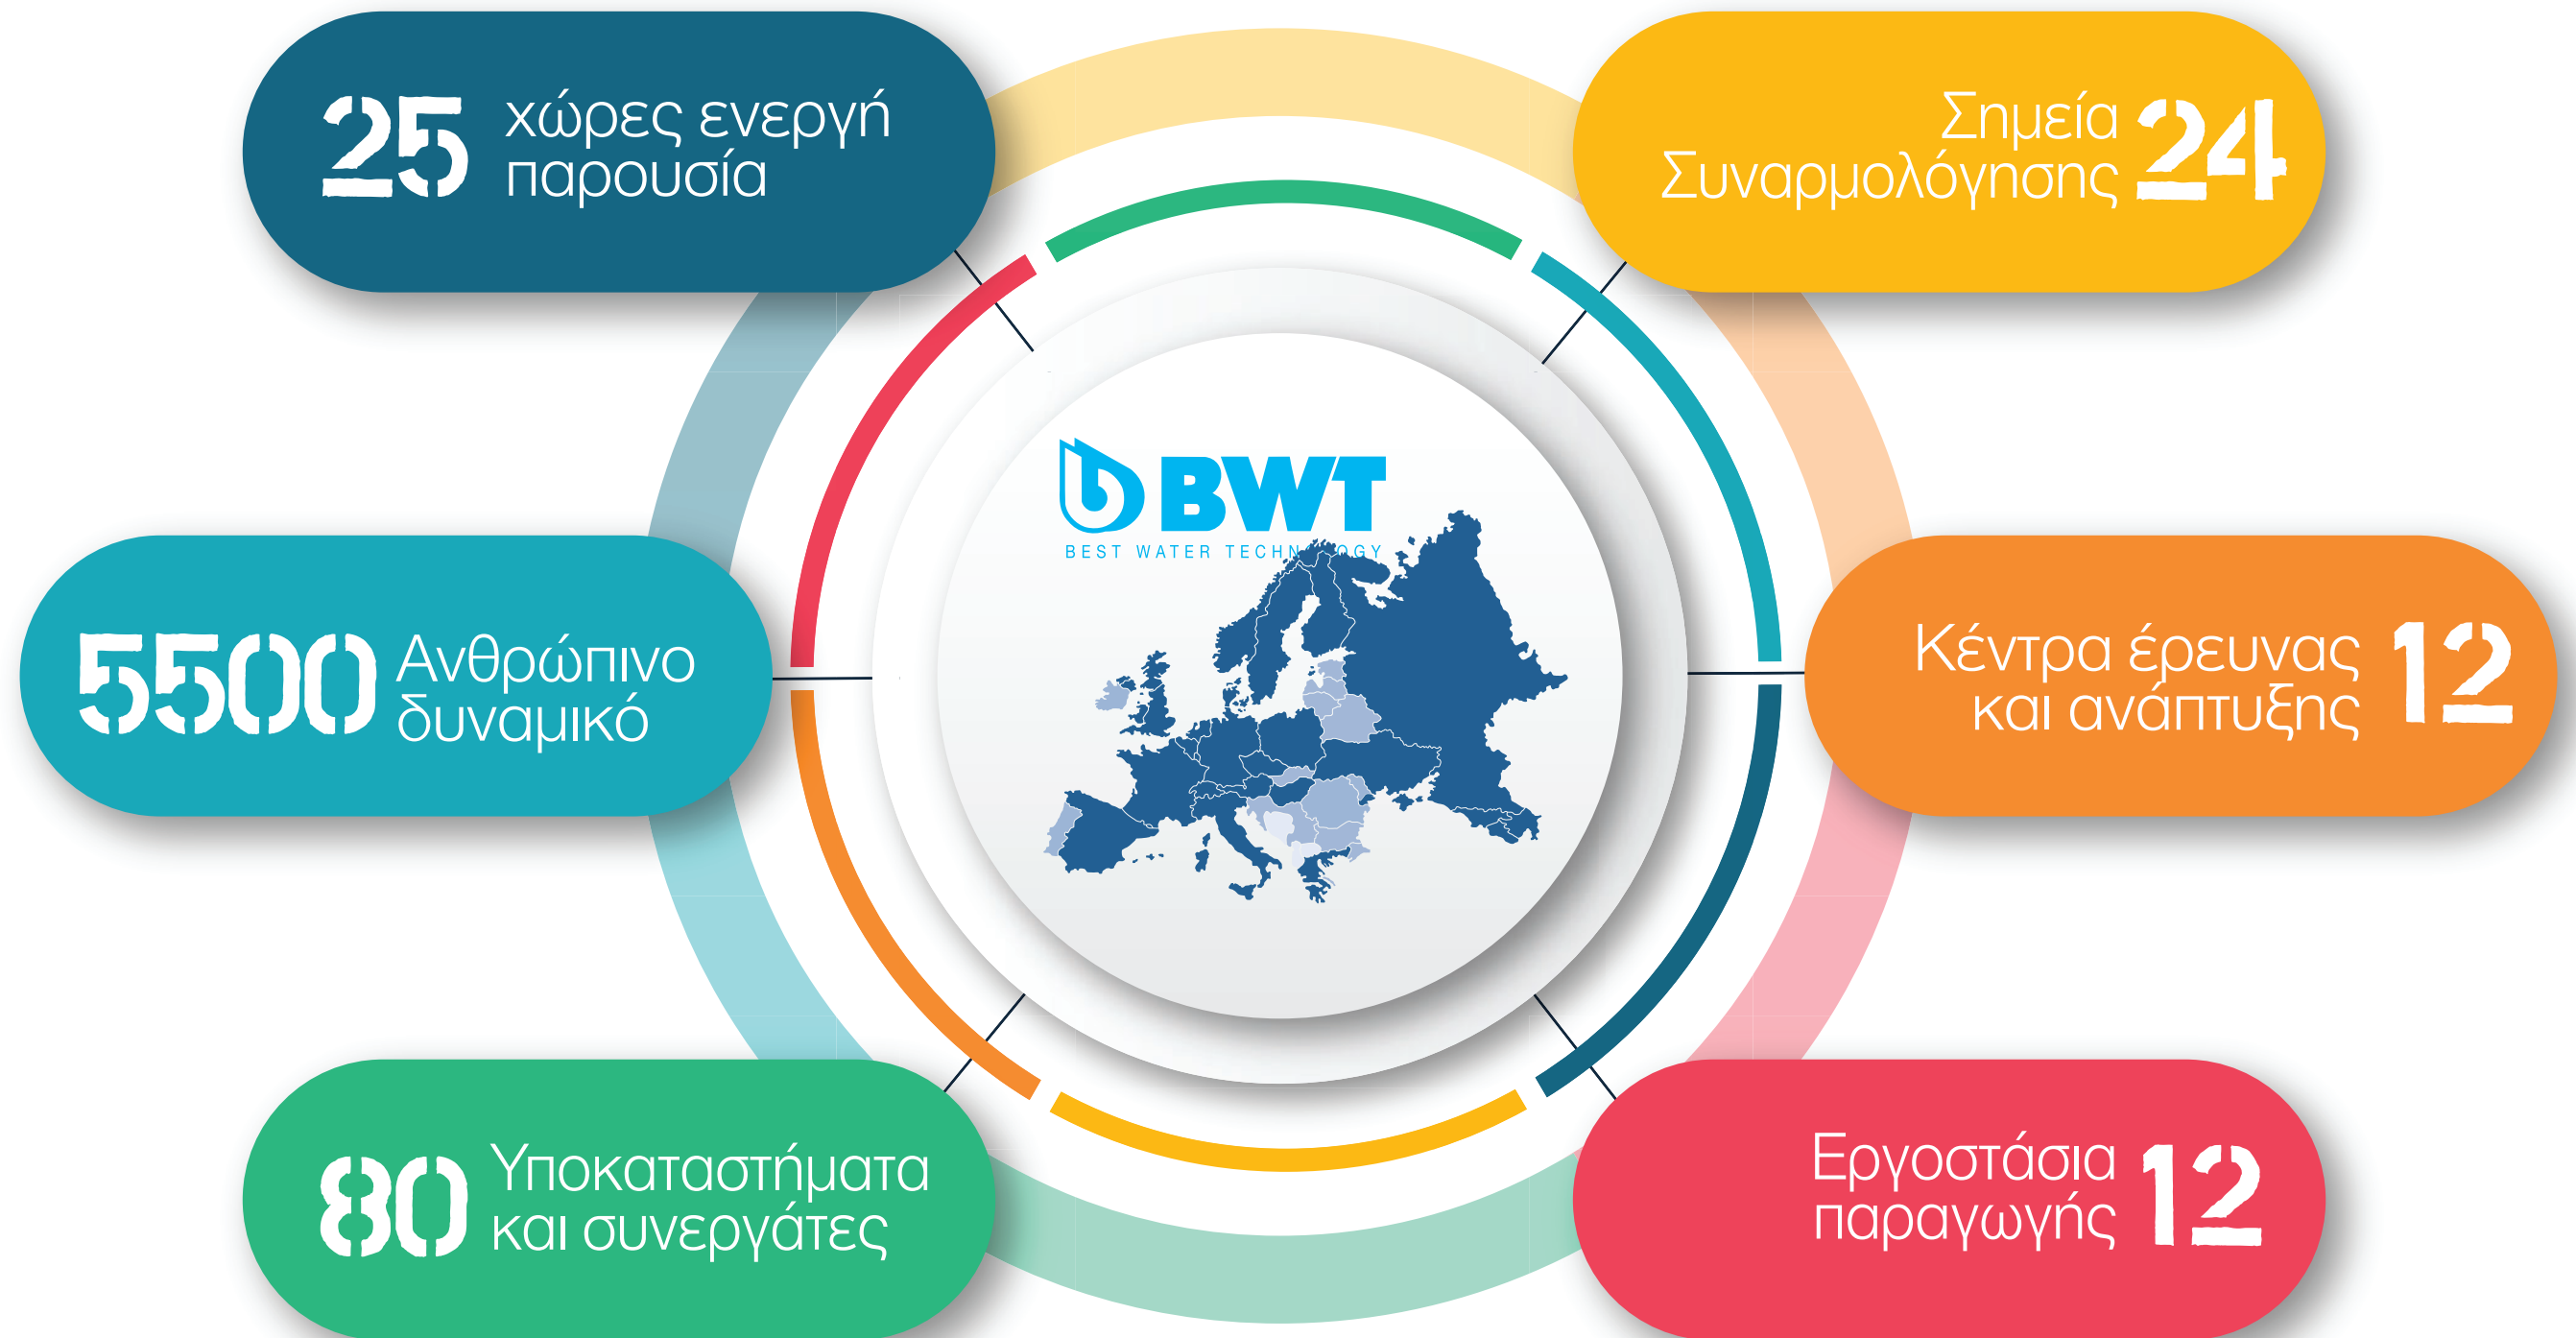 25 χώρες ενεργή
παρουσία
Σημεία
Συναρμολόγησης 24
BWT
BEST WATER TECHNOLOGY
5500 Ανθρώπινο
δυναμικό
Κέντρα έρευνας 12
και ανάπτυξης
80 Υποκαταστήματα
και συνεργάτες
Εργοστάσια 12
παραγωγής